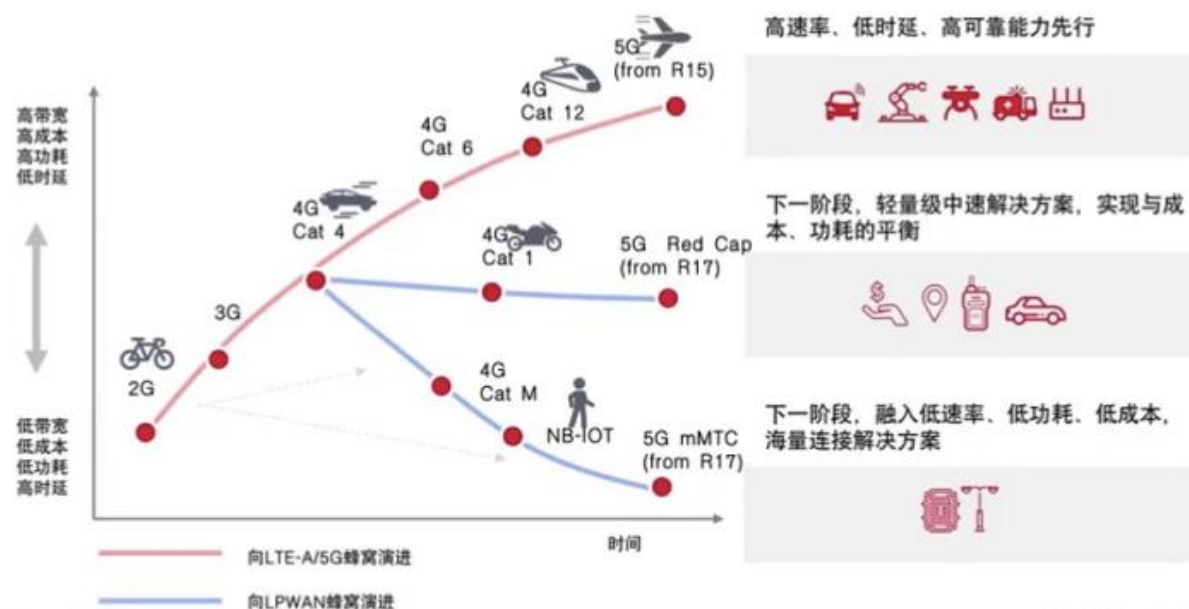 高带宽
高成本
高功耗
低时延
低带宽
低成本
低功耗
高时延
2G
3G
4G
Cat 4
4G
Cat 6
4G
Cat 12
5G
(from R15)
4G
Cat 1
5G Red Cap
(from R17)
4G
Cat M
NB-IOT
5G mMTC
(from R17)
时间
向LTE-A/5G蜂窝演进
向LPWAN蜂窝演进
高速率、低时延、高可靠能力先行
下一阶段，轻量级中速解决方案，实现与成
本、功耗的平衡
下一阶段，融入低速率、低功耗、低成本，
海量连接解决方案